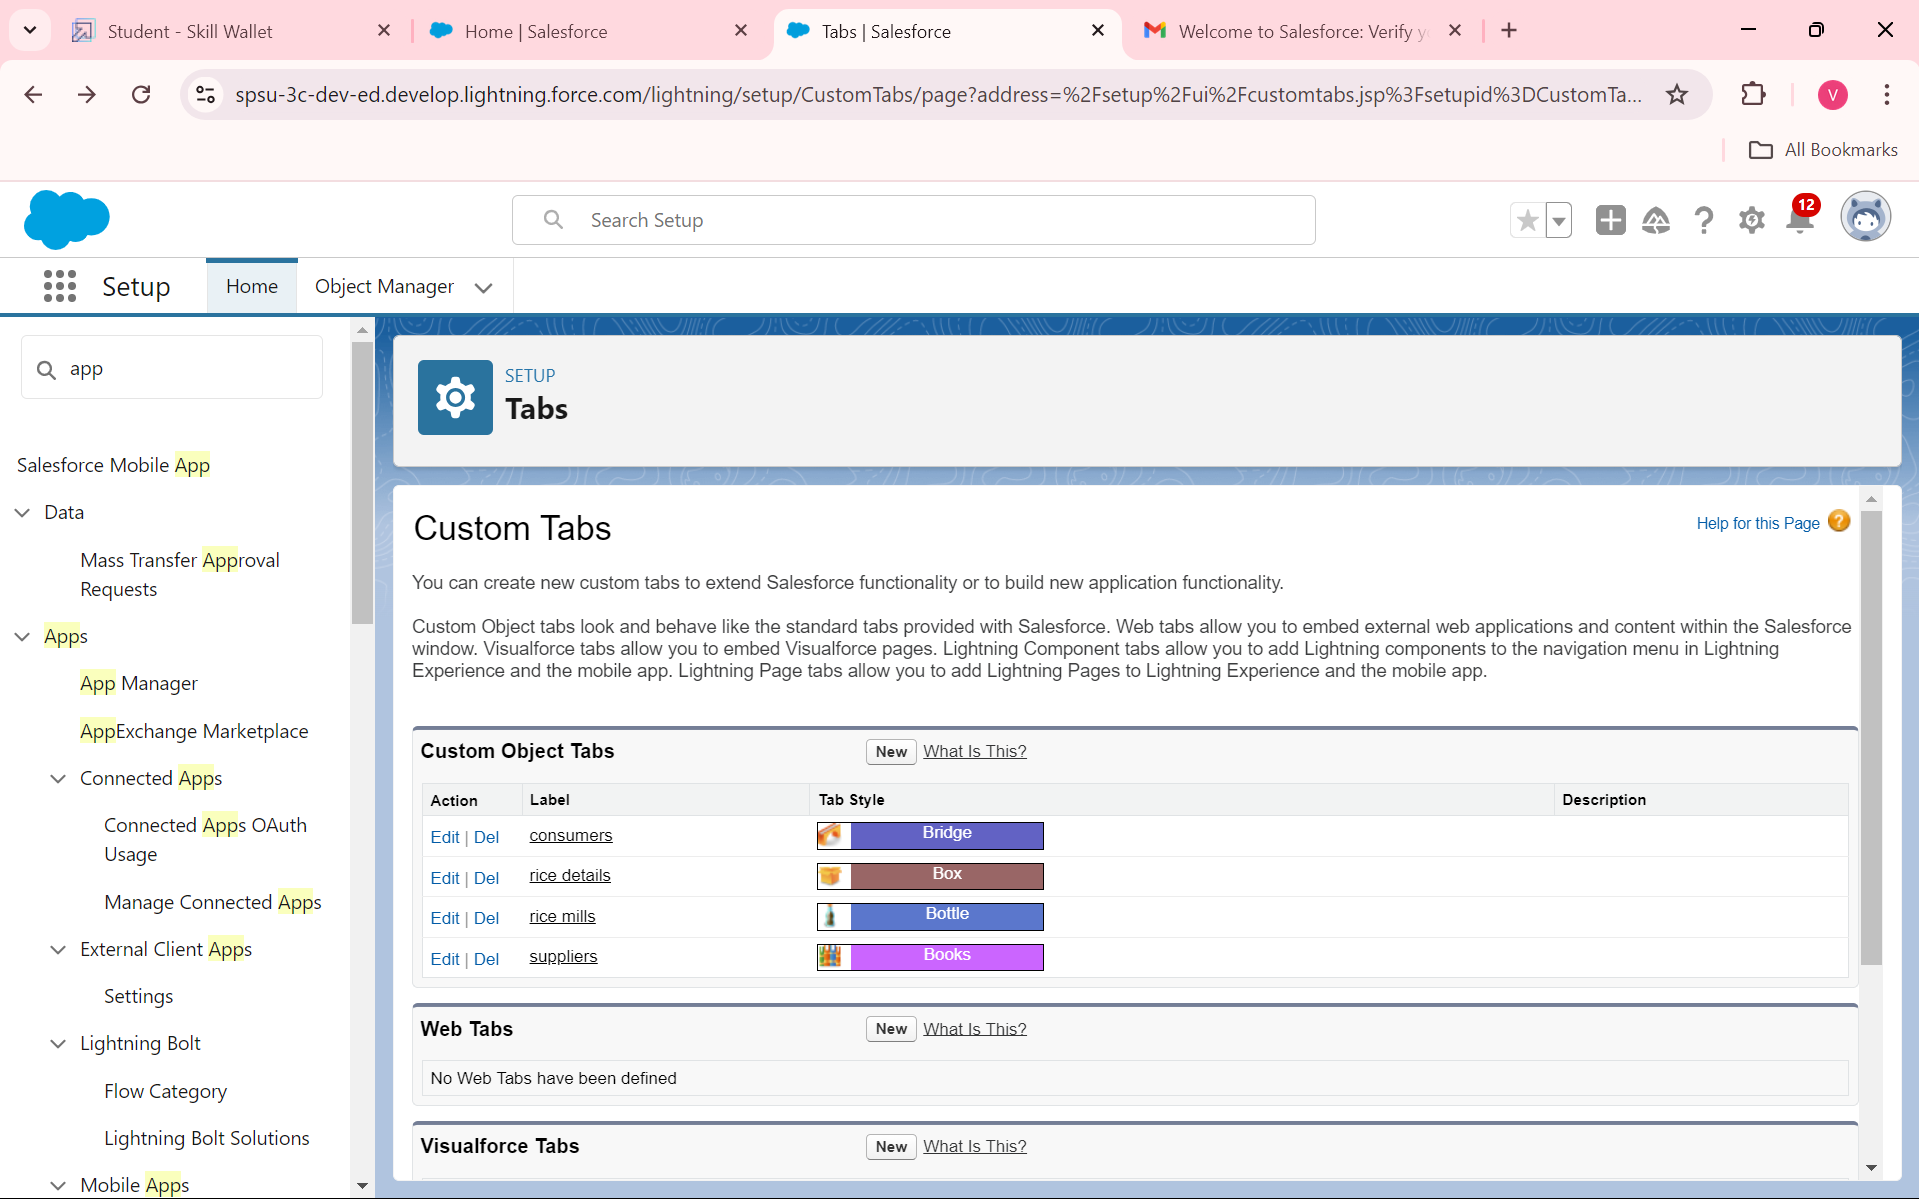 Student - Skill Wallet
Home | Salesforce
Tabs | Salesforce
Welcome to Salesforce: Verify yo
spsu-3c-dev-ed.develop.lightning.force.com/lightning/setup/CustomTabs/page?address=%2Fsetup%2Fui%2Fcustomtabs.jsp%3Fsetupid%3DCustomTa...
V
All Bookmarks
Search Setup
12
Setup
Home
Object Manager
app
Salesforce Mobile App
Data
Mass Transfer Approval
Requests
Apps
App Manager
AppExchange Marketplace
Connected Apps
Connected Apps OAuth
Usage
Manage Connected Apps
External Client Apps
Settings
Lightning Bolt
Flow Category
Lightning Bolt Solutions
Mobile Apps
SETUP
Tabs
Custom Tabs
Help for this Page
You can create new custom tabs to extend Salesforce functionality or to build new application functionality.
Custom Object tabs look and behave like the standard tabs provided with Salesforce. Web tabs allow you to embed external web applications and content within the Salesforce
window. Visualforce tabs allow you to embed Visualforce pages. Lightning Component tabs allow you to add Lightning components to the navigation menu in Lightning
Experience and the mobile app. Lightning Page tabs allow you to add Lightning Pages to Lightning Experience and the mobile app.
Custom Object Tabs New What Is This?
Action Label Tab Style Description
Edit | Del consumers Bridge
Edit | Del rice details Box
Edit | Del rice mills Bottle
Edit | Del suppliers Books
Web Tabs New What Is This?
No Web Tabs have been defined
Visualforce Tabs New What Is This?